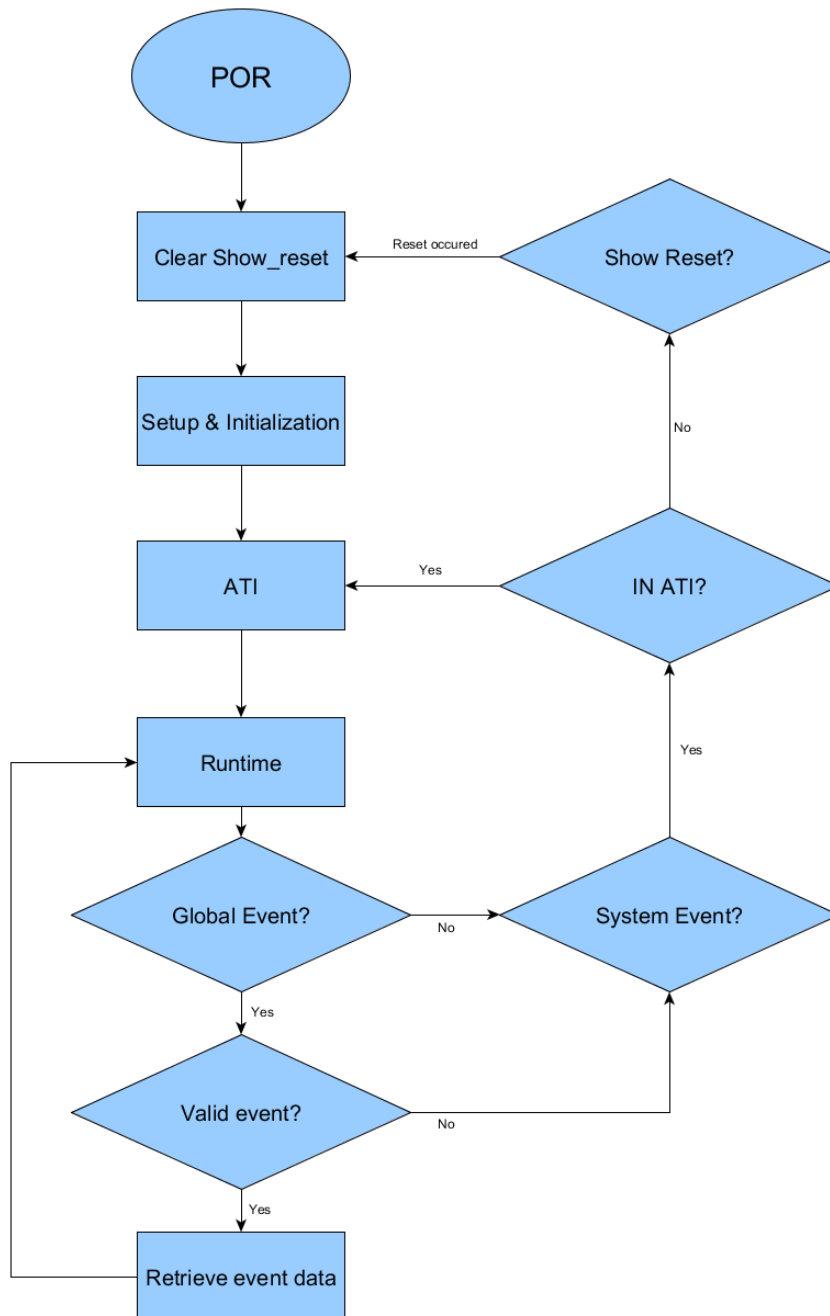 POR
Clear Show_reset
Reset occured
Show Reset?
Setup & Initialization
No
ATI
Yes
IN ATI?
Runtime
Yes
Global Event?
No
System Event?
Yes
Valid event?
No
Yes
Retrieve event data